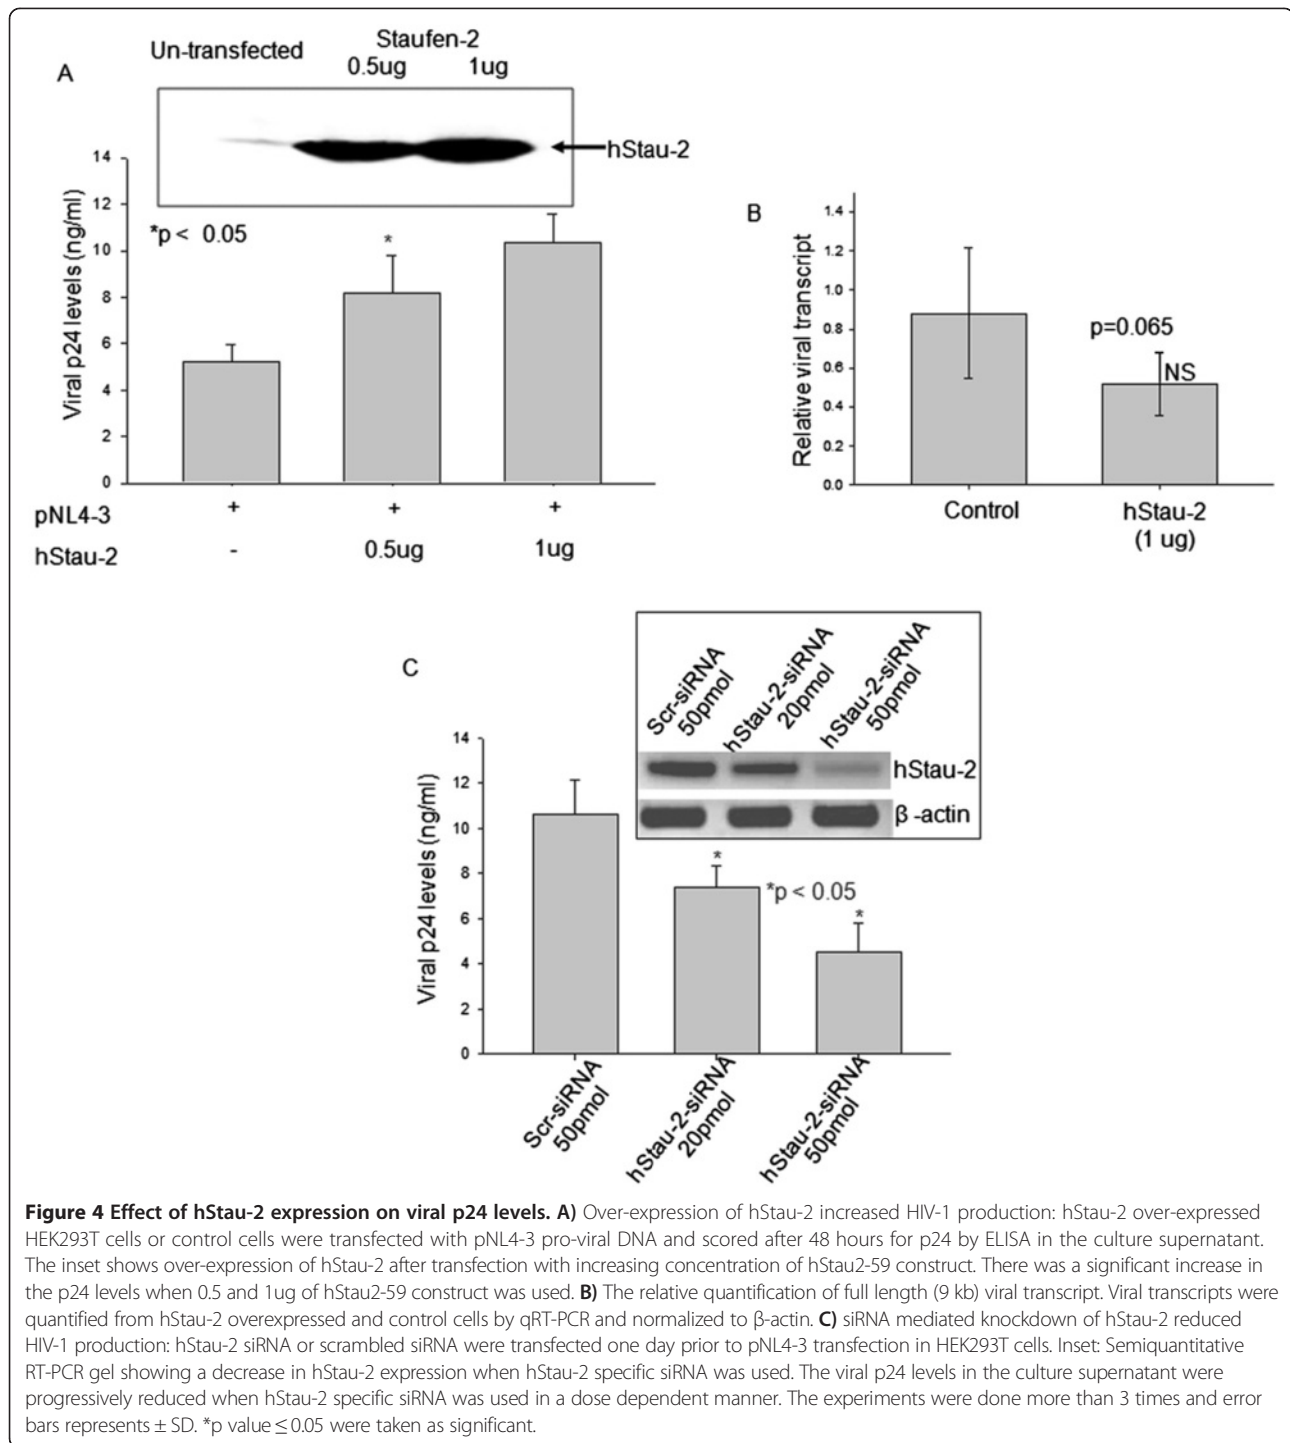 A
Un-transfected
Staufen-2
0.5ug 1ug
hStau-2
*p < 0.05
*
Viral p24 levels (ng/ml)
14
12
10
8
6
4
2
0
pNL4-3 + + +
hStau-2 - 0.5ug 1ug
B
Relative viral transcript
1.4
1.2
1.0
0.8
0.6
0.4
0.2
0.0
p=0.065
NS
Control
hStau-2
(1 ug)
C
Scr-siRNA
50pmol
hStau-2-siRNA
20pmol
hStau-2-siRNA
50pmol
hStau-2
β -actin
Viral p24 levels (ng/ml)
14
12
10
8
6
4
2
0
*
*p < 0.05
*
Scr-siRNA
50pmol
hStau-2-siRNA
20pmol
hStau-2-siRNA
50pmol
Figure 4 Effect of hStau-2 expression on viral p24 levels. A) Over-expression of hStau-2 increased HIV-1 production: hStau-2 over-expressed
HEK293T cells or control cells were transfected with pNL4-3 pro-viral DNA and scored after 48 hours for p24 by ELISA in the culture supernatant.
The inset shows over-expression of hStau-2 after transfection with increasing concentration of hStau2-59 construct. There was a significant increase in
the p24 levels when 0.5 and 1ug of hStau2-59 construct was used. B) The relative quantification of full length (9 kb) viral transcript. Viral transcripts were
quantified from hStau-2 overexpressed and control cells by qRT-PCR and normalized to β-actin. C) siRNA mediated knockdown of hStau-2 reduced
HIV-1 production: hStau-2 siRNA or scrambled siRNA were transfected one day prior to pNL4-3 transfection in HEK293T cells. Inset: Semiquantitative
RT-PCR gel showing a decrease in hStau-2 expression when hStau-2 specific siRNA was used. The viral p24 levels in the culture supernatant were
progressively reduced when hStau-2 specific siRNA was used in a dose dependent manner. The experiments were done more than 3 times and error
bars represents ± SD. *p value ≤ 0.05 were taken as significant.